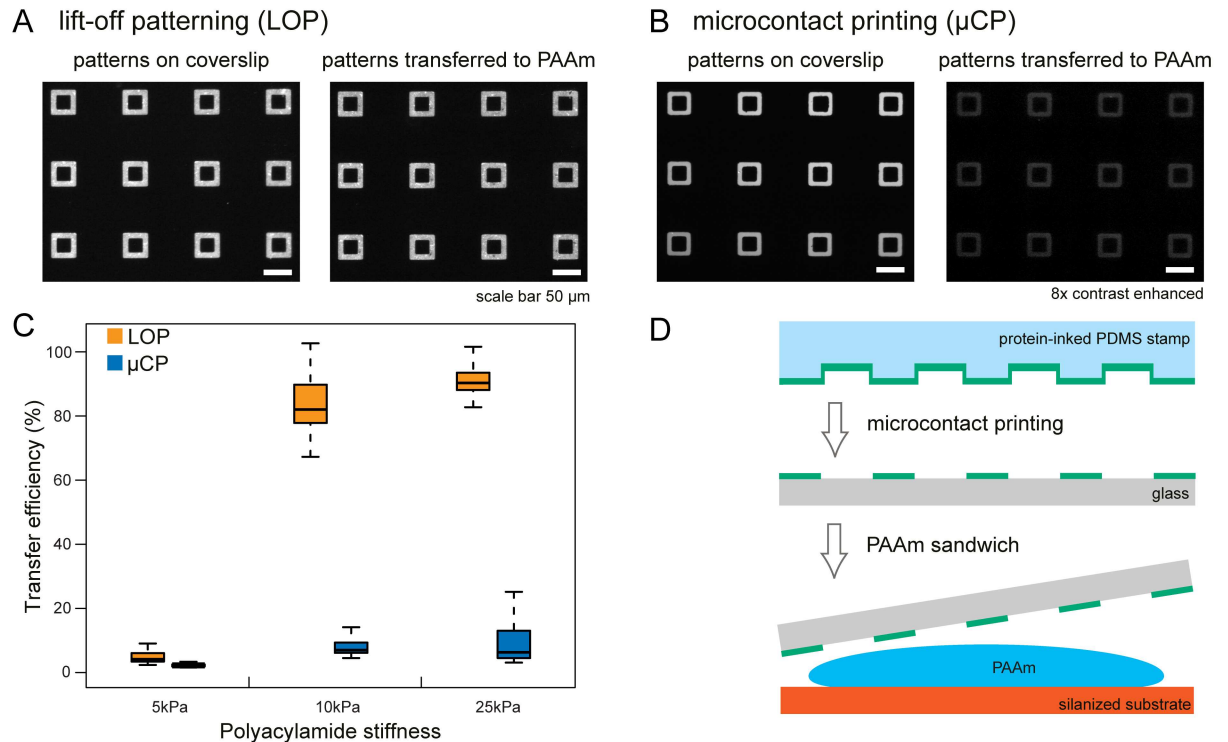 A lift-off patterning (LOP)
patterns on coverslip
patterns transferred to PAAm
scale bar 50 µm
B microcontact printing (µCP)
patterns on coverslip
patterns transferred to PAAm
8x contrast enhanced
C
LOP
µCP
Transfer efficiency (%)
100
80
60
40
20
0
5kPa
10kPa
25kPa
Polyacylamide stiffness
D
protein-inked PDMS stamp
microcontact printing
glass
PAAm sandwich
PAAm
silanized substrate